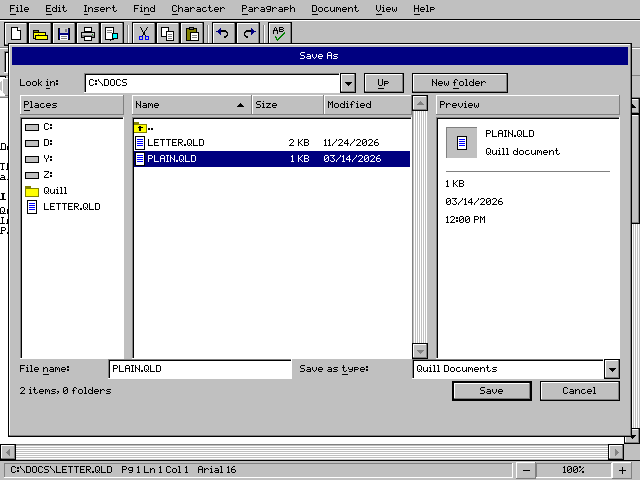 File Edit Insert Find Character Paragraph Document View Help
Save As
Look in: C:\DOCS Up New folder
Places Name Size Modified Preview
C:
D:
Y:
Z:
Quill
LETTER.QLD
..
LETTER.QLD 2 KB 11/24/2026
PLAIN.QLD 1 KB 03/14/2026
PLAIN.QLD
Quill document
1 KB
03/14/2026
12:00 PM
File name: PLAIN.QLD Save as type: Quill Documents
2 items, 0 folders Save Cancel
C:\DOCS\LETTER.QLD Pg 1 Ln 1 Col 1 Arial 16 100%